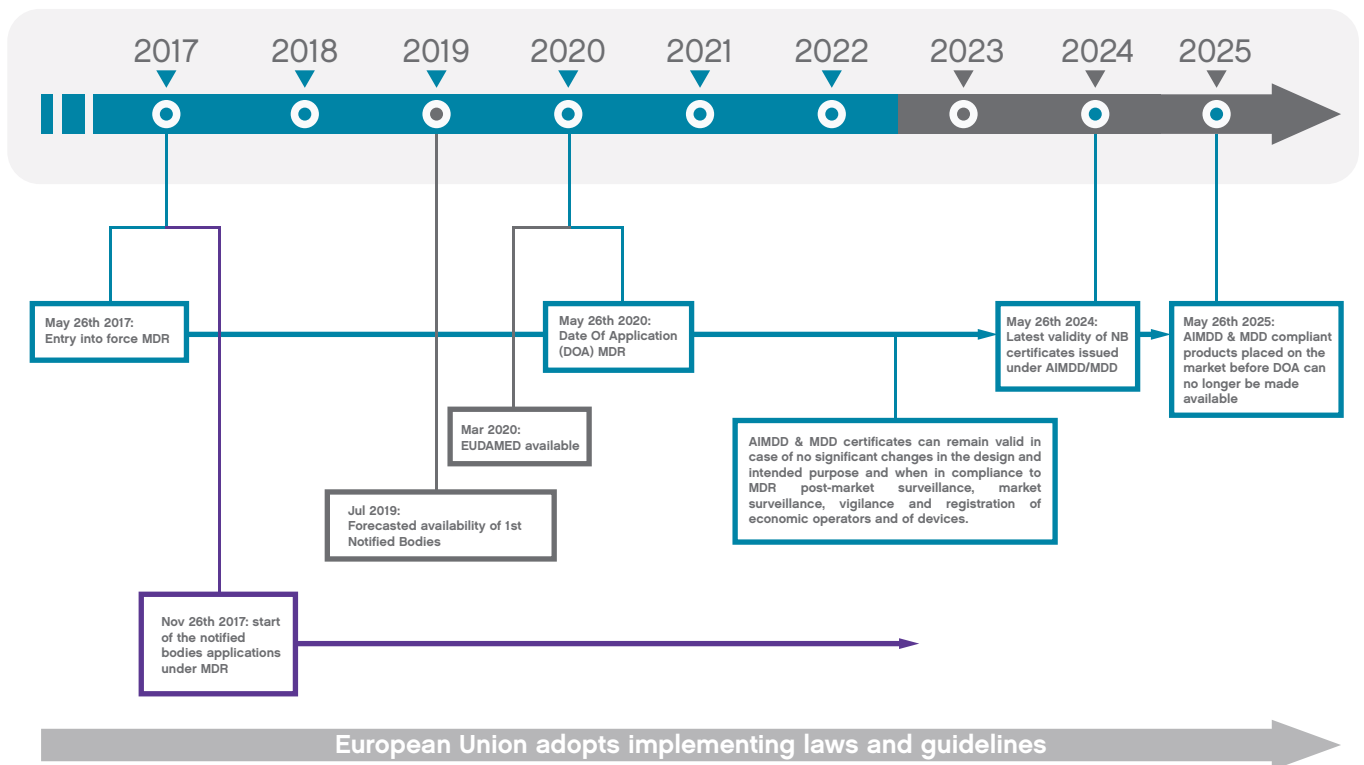 2017 2018 2019 2020 2021 2022 2023 2024 2025
May 26th 2017:
Entry into force MDR
May 26th 2020:
Date Of Application
(DOA) MDR
May 26th 2024:
Latest validity of NB
certificates issued
under AIMDD/MDD
May 26th 2025:
AIMDD & MDD compliant
products placed on the
market before DOA can
no longer be made
available
Mar 2020:
EUDAMED available
AIMDD & MDD certificates can remain valid in
case of no significant changes in the design and
intended purpose and when in compliance to
MDR post-market surveillance, market
surveillance, vigilance and registration of
economic operators and of devices.
Jul 2019:
Forecasted availability of 1st
Notified Bodies
Nov 26th 2017: start
of the notified
bodies applications
under MDR
European Union adopts implementing laws and guidelines